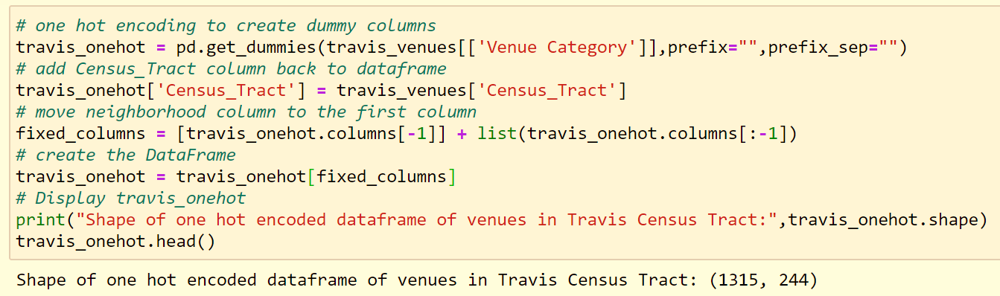 # one hot encoding to create dummy columns
travis_onehot = pd.get_dummies(travis_venues[['Venue Category']],prefix="",prefix_sep="")
# add Census_Tract column back to dataframe
travis_onehot['Census_Tract'] = travis_venues['Census_Tract']
# move neighborhood column to the first column
fixed_columns = [travis_onehot.columns[-1]] + list(travis_onehot.columns[:-1])
# create the DataFrame
travis_onehot = travis_onehot[fixed_columns]
# Display travis_onehot
print("Shape of one hot encoded dataframe of venues in Travis Census Tract:",travis_onehot.shape)
travis_onehot.head()
Shape of one hot encoded dataframe of venues in Travis Census Tract: (1315, 244)